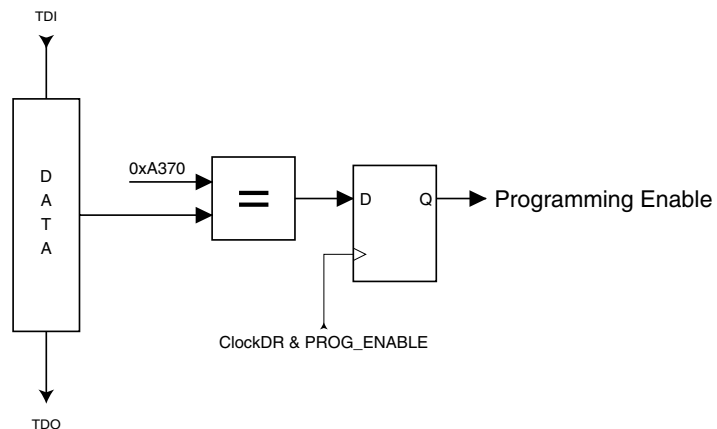 TDI
0xA370
D
A
T
A
=
D
Q
Programming Enable
ClockDR & PROG_ENABLE
TDO